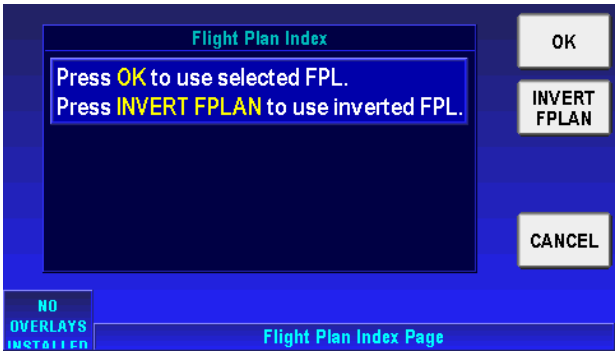 Flight Plan Index
Press OK to use selected FPL.
Press INVERT FPLAN to use inverted FPL.
OK
INVERT
FPLAN
CANCEL
NO
OVERLAYS
INSTALLED
Flight Plan Index Page